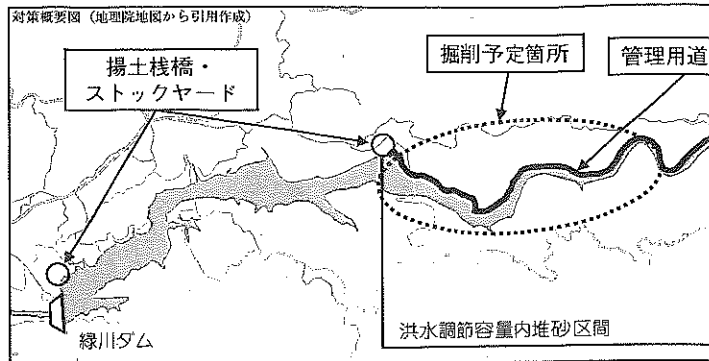 対策概要図（地理院地図から引用作成）
揚土桟橋・
ストックヤード
掘削予定箇所
管理用道
緑川ダム
洪水調節容量内堆砂区間